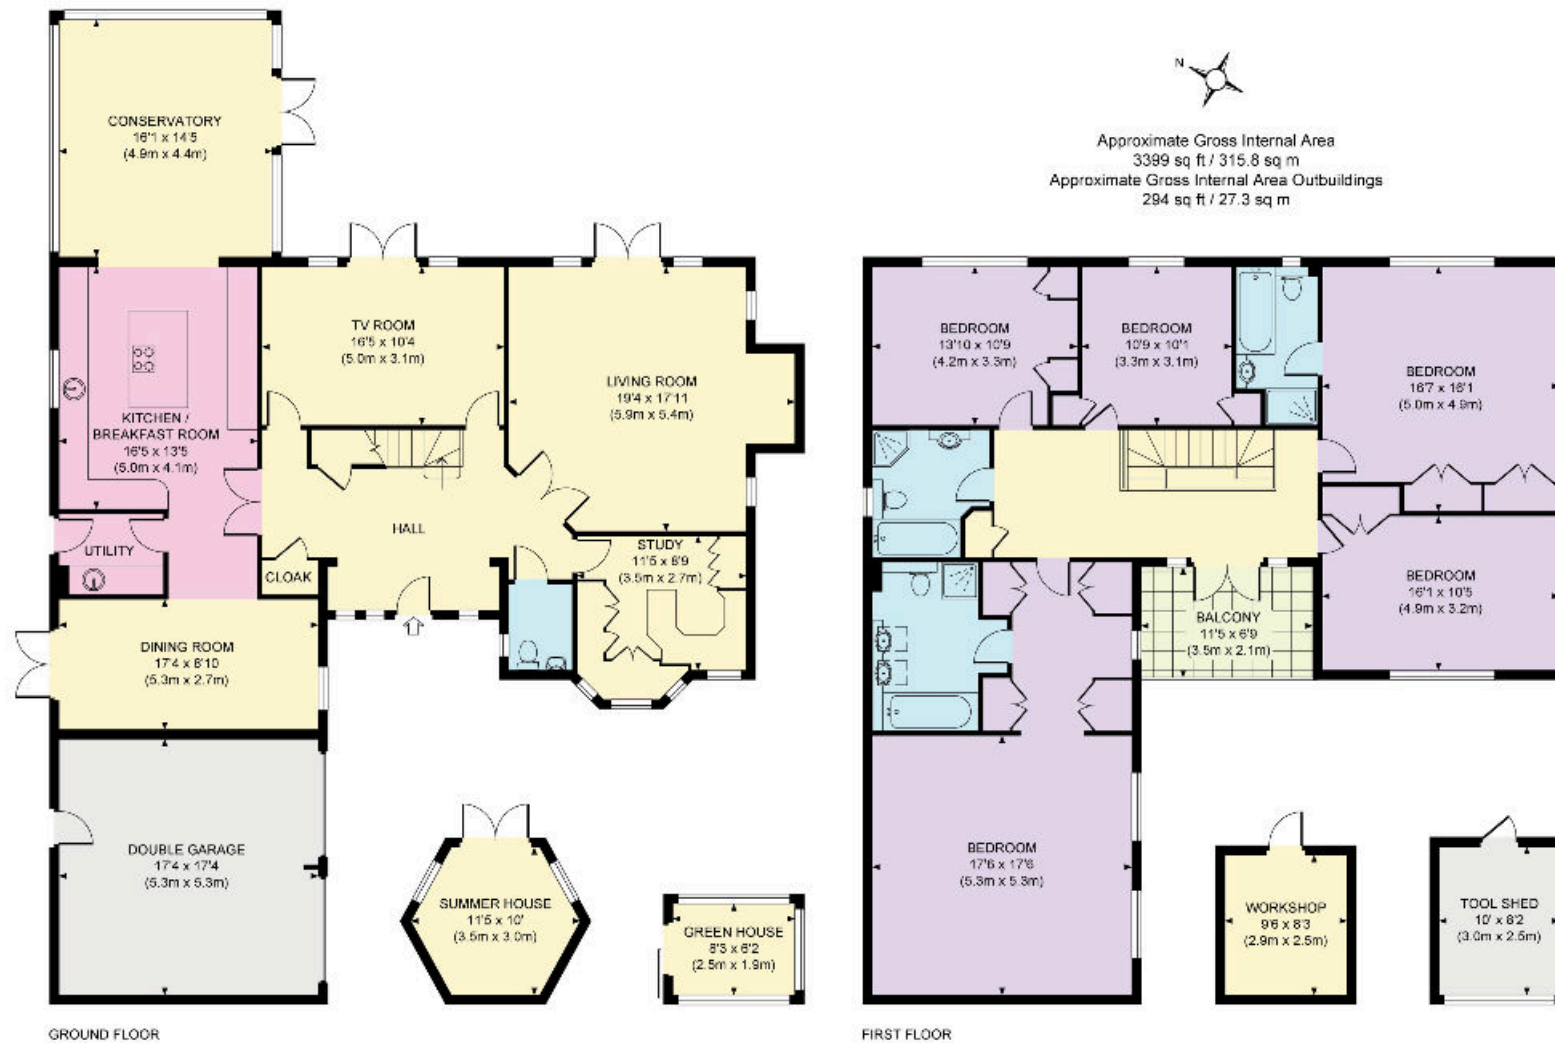 CONSERVATORY
16'1 x 14'5
(4.9m x 4.4m)
N
Approximate Gross Internal Area
3399 sq ft / 315.8 sq m
Approximate Gross Internal Area Outbuildings
294 sq ft / 27.3 sq m
TV ROOM
16'5 x 10'4
(5.0m x 3.1m)
LIVING ROOM
19'4 x 17'11
(5.9m x 5.4m)
KITCHEN /
BREAKFAST ROOM
16'5 x 13'5
(5.0m x 4.1m)
HALL
UTILITY
CLOAK
STUDY
11'5 x 8'9
(3.5m x 2.7m)
DINING ROOM
17'4 x 8'10
(5.3m x 2.7m)
DOUBLE GARAGE
17'4 x 17'4
(5.3m x 5.3m)
SUMMER HOUSE
11'5 x 10'
(3.5m x 3.0m)
GREEN HOUSE
8'3 x 6'2
(2.5m x 1.9m)
GROUND FLOOR
BEDROOM
13'10 x 10'9
(4.2m x 3.3m)
BEDROOM
10'9 x 10'1
(3.3m x 3.1m)
BEDROOM
16'7 x 16'1
(5.0m x 4.9m)
BEDROOM
16'1 x 10'5
(4.9m x 3.2m)
BALCONY
11'5 x 6'9
(3.5m x 2.1m)
BEDROOM
17'6 x 17'6
(5.3m x 5.3m)
WORKSHOP
9'6 x 8'3
(2.9m x 2.5m)
TOOL SHED
10' x 8'2
(3.0m x 2.5m)
FIRST FLOOR